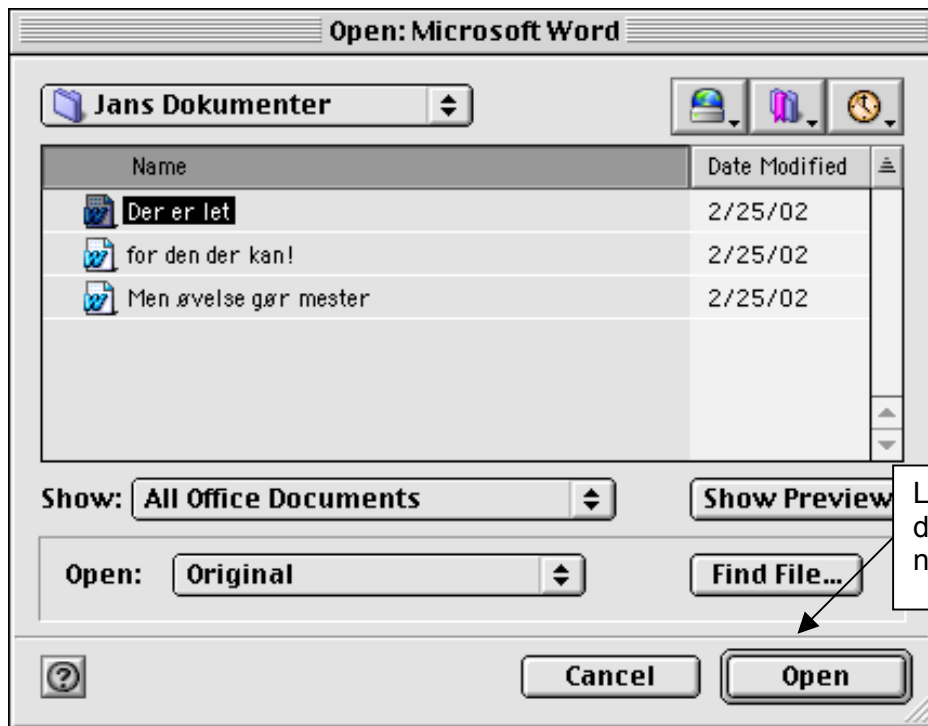 Open: Microsoft Word
Jans Dokumenter
Name Date Modified
Der er let 2/25/02
for den der kan! 2/25/02
Men øvelse gør mester 2/25/02
Show: All Office Documents Show Preview
Open: Original Find File...
Cancel Open